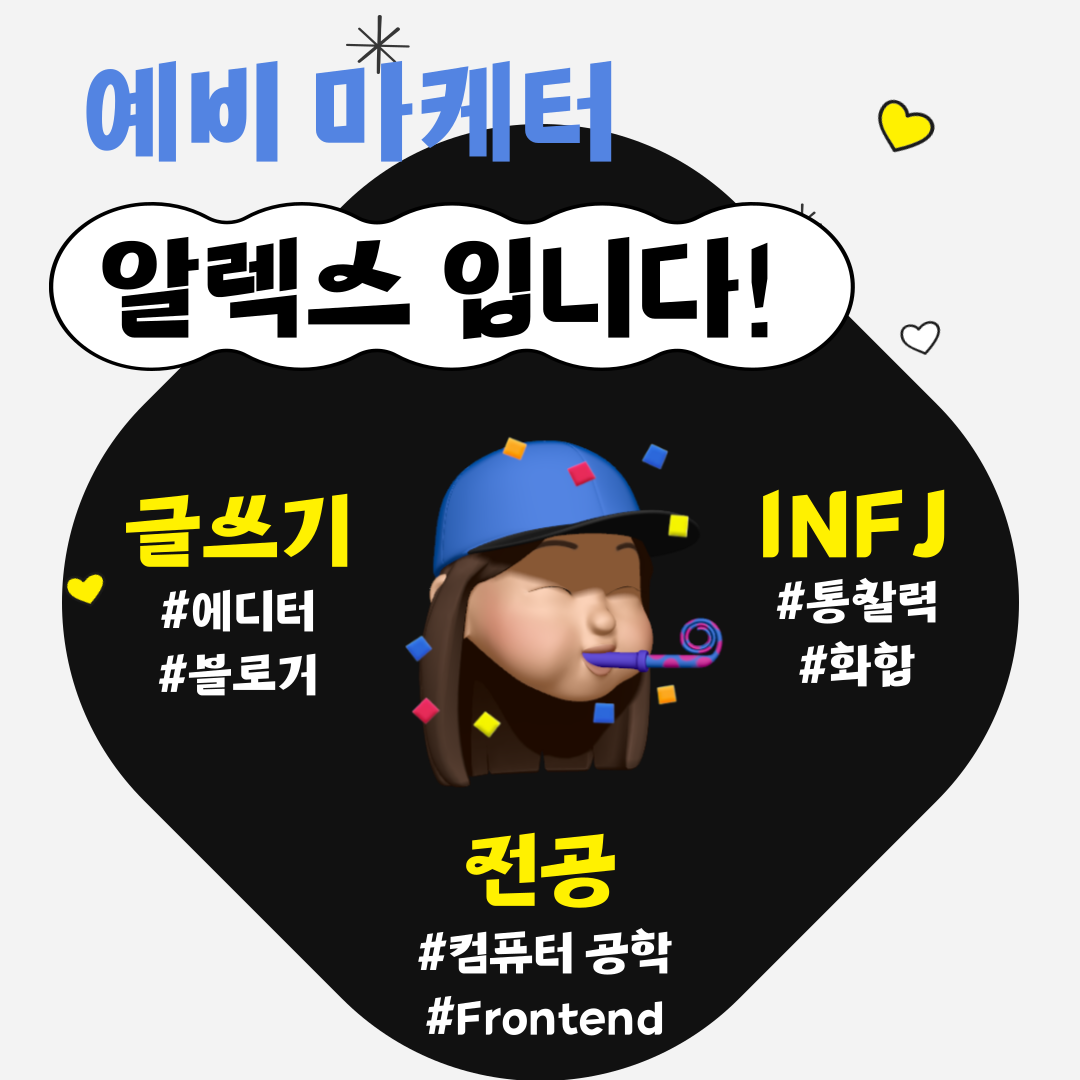 예비 마케터
알렉스 입니다!
글쓰기
#에디터
#블로거
INFJ
#통찰력
#화합
전공
#컴퓨터 공학
#Frontend